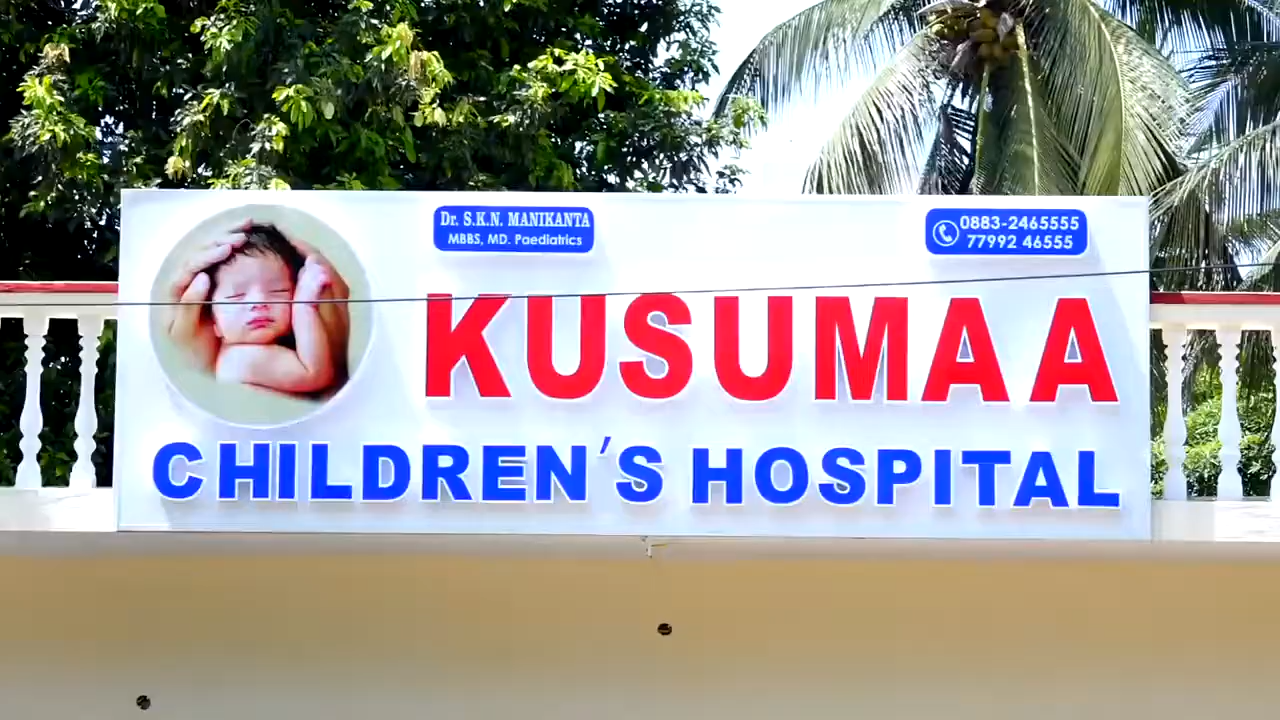 Dr. S.K.N. MANIKANTA
MBBS, MD. Paediatrics
0883-2465555
77992 46555
KUSUMAA
CHILDREN'S HOSPITAL